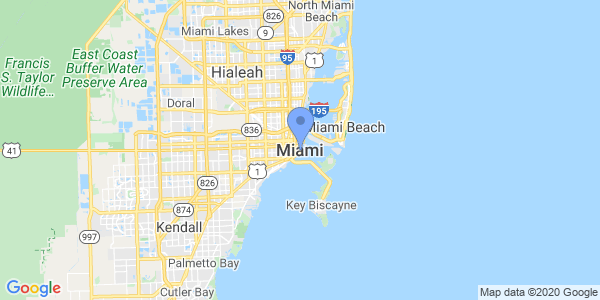 North Miami
Beach
826
Miami Lakes
9
East Coast
Buffer Water
Preserve Area
Francis
S. Taylor
Wildlife...
95
1
Hialeah
Doral
195
836
Miami Beach
41
Miami
1
826
Key Biscayne
874
Kendall
997
Palmetto Bay
Cutler Bay
Google
Map data ©2020 Google